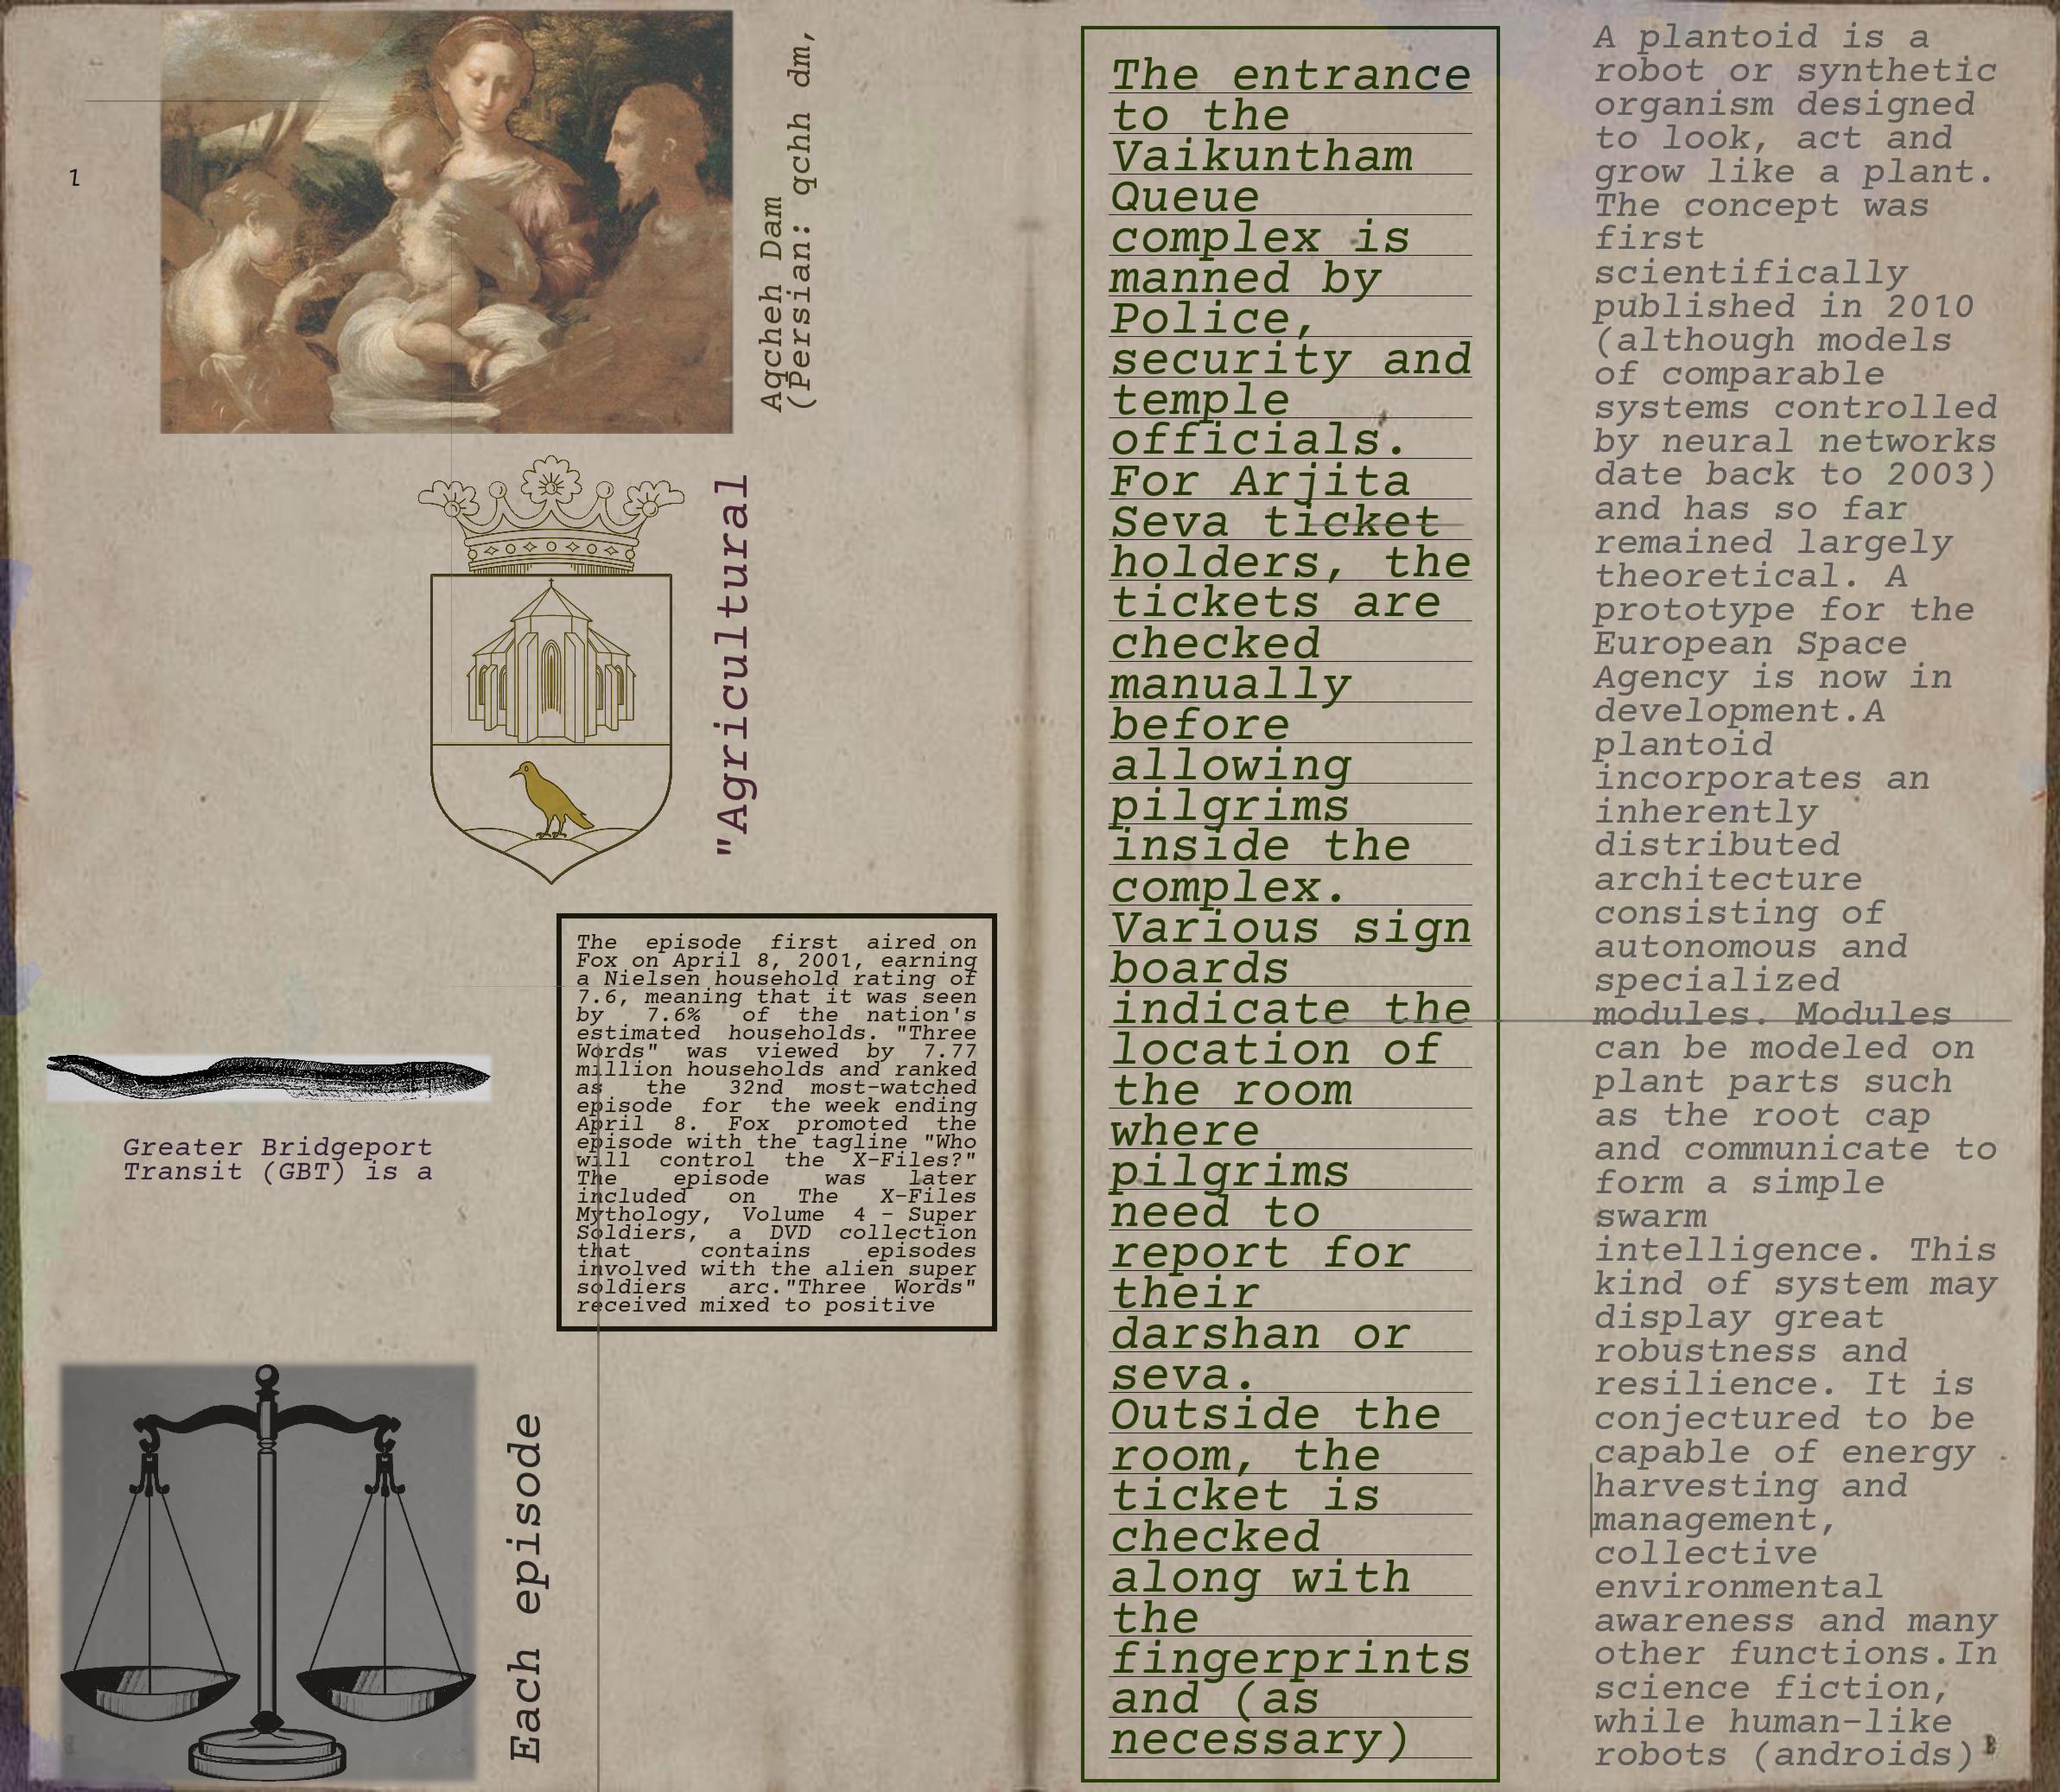 1
Aqcheh Dam
(Persian: qchh dm,
"Agricultural
The episode first aired on
Fox on April 8, 2001, earning
a Nielsen household rating of
7.6, meaning that it was seen
by 7.6% of the nation's
estimated households. "Three
Words" was viewed by 7.77
million households and ranked
as the 32nd most-watched
episode for the week ending
April 8. Fox promoted the
episode with the tagline "Who
will control the X-Files?"
The episode was later
included on The X-Files
Mythology, Volume 4 – Super
Soldiers, a DVD collection
that contains episodes
involved with the alien super
soldiers arc."Three Words"
received mixed to positive
Greater Bridgeport
Transit (GBT) is a
Each episode
The entrance
to the
Vaikuntham
Queue
complex is
manned by
Police,
security and
temple
officials.
For Arjita
Seva ticket
holders, the
tickets are
checked
manually
before
allowing
pilgrims
inside the
complex.
Various sign
boards
indicate the
location of
the room
where
pilgrims
need to
report for
their
darshan or
seva.
Outside the
room, the
ticket is
checked
along with
the
fingerprints
and (as
necessary)
A plantoid is a
robot or synthetic
organism designed
to look, act and
grow like a plant.
The concept was
first
scientifically
published in 2010
(although models
of comparable
systems controlled
by neural networks
date back to 2003)
and has so far
remained largely
theoretical. A
prototype for the
European Space
Agency is now in
development.A
plantoid
incorporates an
inherently
distributed
architecture
consisting of
autonomous and
specialized
modules. Modules
can be modeled on
plant parts such
as the root cap
and communicate to
form a simple
swarm
intelligence. This
kind of system may
display great
robustness and
resilience. It is
conjectured to be
capable of energy
harvesting and
management,
collective
environmental
awareness and many
other functions.In
science fiction,
while human-like
robots (androids)